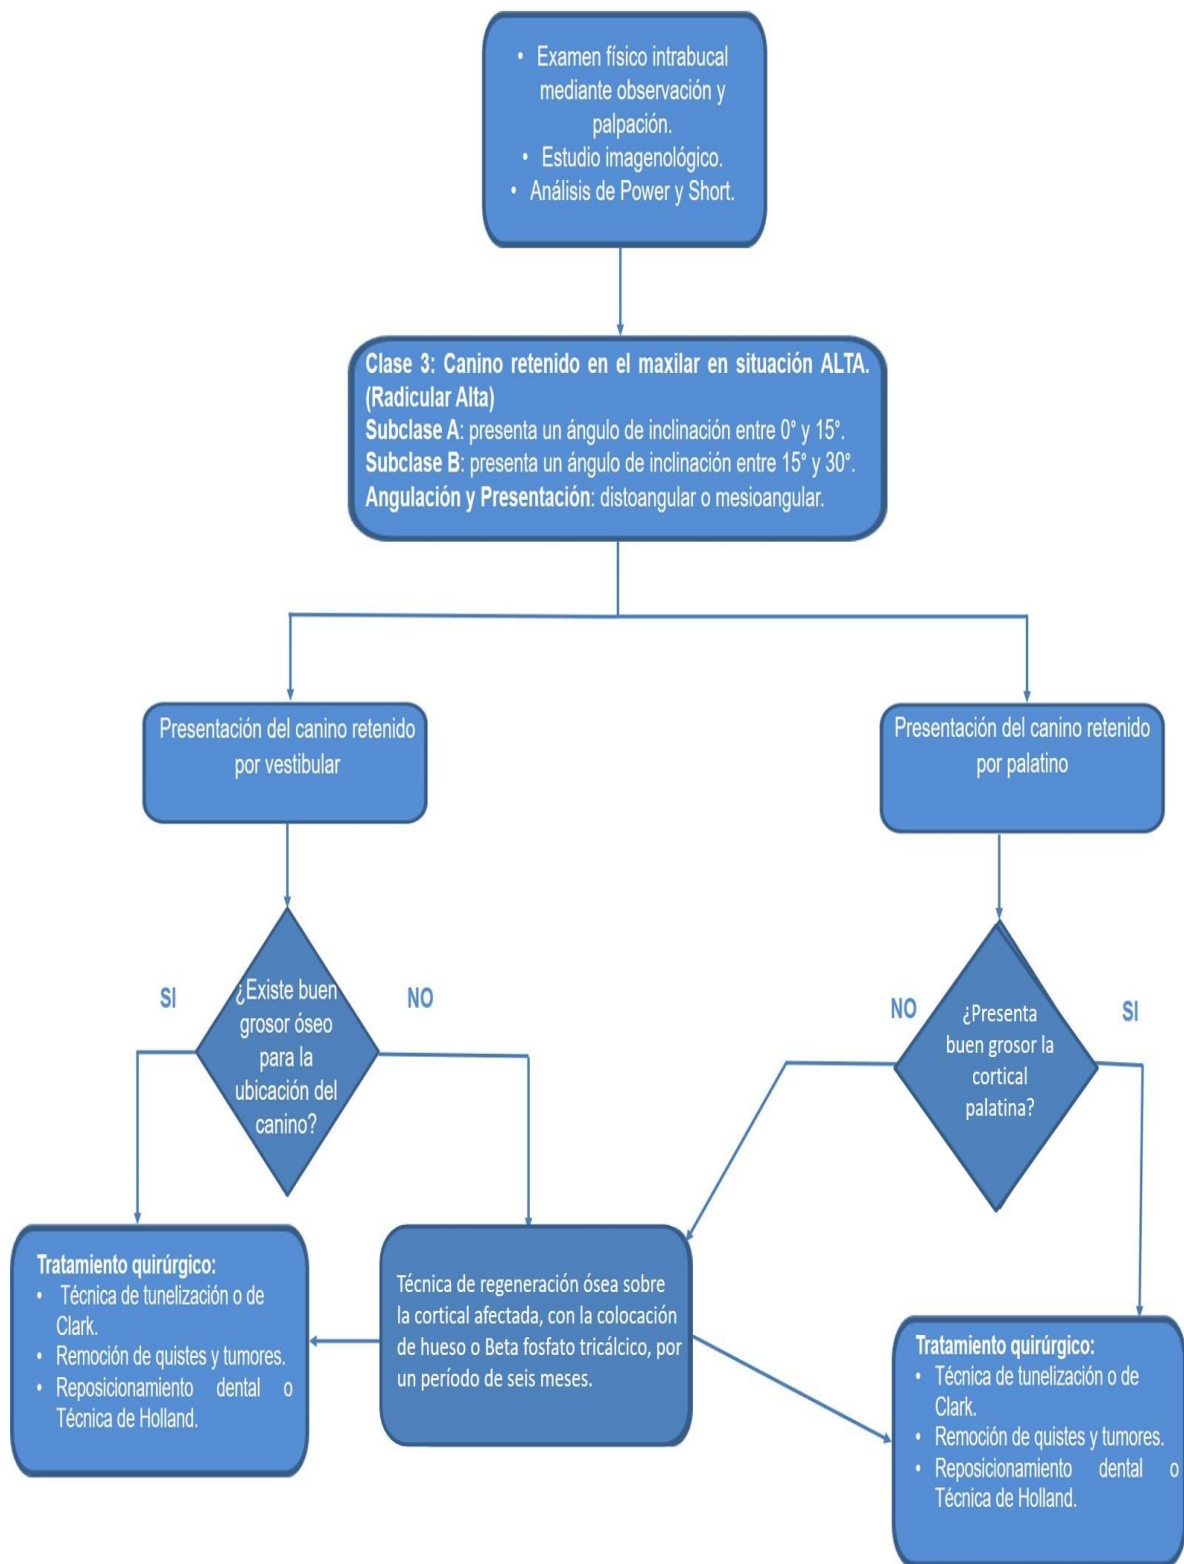 • Examen físico intrabucal
mediante observación y
palpación.
• Estudio imagenológico.
• Análisis de Power y Short.
Clase 3: Canino retenido en el maxilar en situación ALTA.
(Radicular Alta)
Subclase A: presenta un ángulo de inclinación entre 0° y 15°.
Subclase B: presenta un ángulo de inclinación entre 15° y 30°.
Angulación y Presentación: distoangular o mesioangular.
Presentación del canino retenido
por vestibular
Presentación del canino retenido
por palatino
SI
¿Existe buen
grosor óseo
para la
ubicación del
canino?
NO
NO
¿Presenta
buen grosor la
cortical
palatina?
SI
Tratamiento quirúrgico:
• Técnica de tunelización o de
Clark.
• Remoción de quistes y tumores.
• Reposicionamiento dental o
Técnica de Holland.
Técnica de regeneración ósea sobre
la cortical afectada, con la colocación
de hueso o Beta fosfato tricálcico, por
un período de seis meses.
Tratamiento quirúrgico:
• Técnica de tunelización o de
Clark.
• Remoción de quistes y tumores.
• Reposicionamiento dental o
Técnica de Holland.